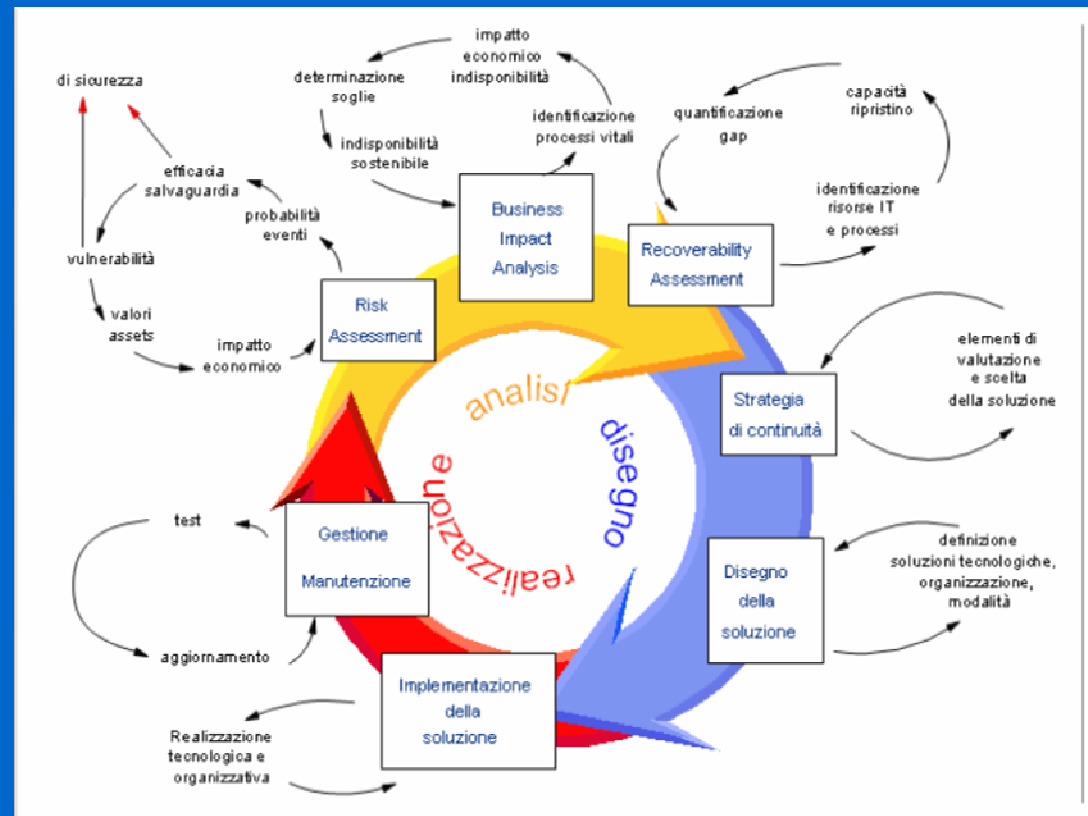 di sicurezza
efficacia
salvaguardia
vulnerabilità
probabilità
eventi
valori
assets
impatto
economico
Risk
Assessment
impatto
economico
indisponibilità
determinazione
soglie
indisponibilità
sostenibile
identificazione
processi vitali
Business
Impact
Analysis
quantificazione
gap
capacità
ripristino
identificazione
risorse IT
e processi
Recoverability
Assessment
elementi di
valutazione
e scelta
della soluzione
Strategia
di continuità
analisi
disegno
realizzazione
definizione
soluzioni tecnologiche,
organizzazione,
modalità
Disegno
della
soluzione
test
Gestione
Manutenzione
aggiornamento
Implementazione
della
soluzione
Realizzazione
tecnologica e
organizzativa